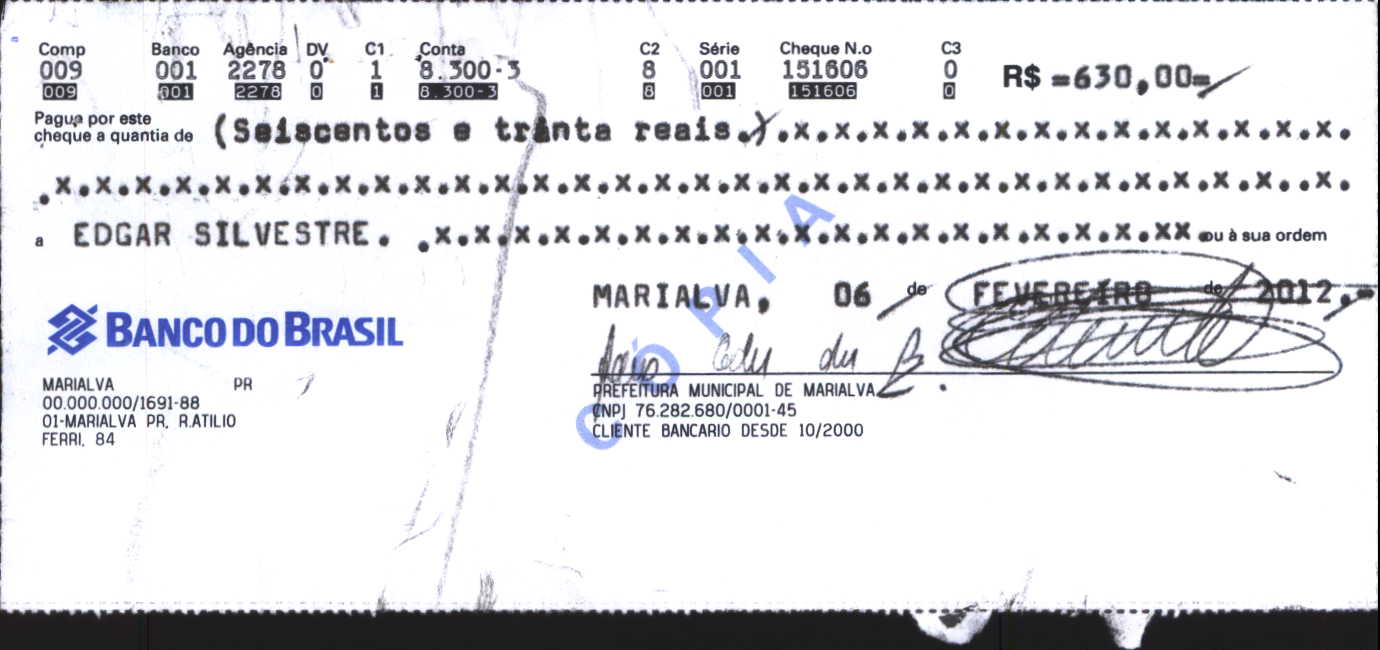 Comp Banco Agência DV C1 Conta C2 Série Cheque N.o C3
009 001 2278 0 1 8.300-3 8 001 151606 0 R$ =630,00=
009 001 2278 0 1 8.300-3 8 001 151606 0
Pague por este
cheque a quantia de (Seiscentos e trinta reais.).x.x.x.x.x.x.x.x.x.x.x.x.x.x.
.x.x.x.x.x.x.x.x.x.x.x.x.x.x.x.x.x.x.x.x.x.x.x.x.x.x.x.x.x.x.x..x.
a EDGAR SILVESTRE. .x.x.x.x.x.x.x.x.x.x.x.x.x.x.x.x.x.x.xx. ou à sua ordem
MARIALVA, 06 de FEVEREIRO de 2012,-
BANCO DO BRASIL
MARIALVA PR
00.000.000/1691-88
01-MARIALVA PR, R.ATILIO
FERRI, 84
PREFEITURA MUNICIPAL DE MARIALVA
CNPJ 76.282.680/0001-45
CLIENTE BANCARIO DESDE 10/2000
CÓPIA